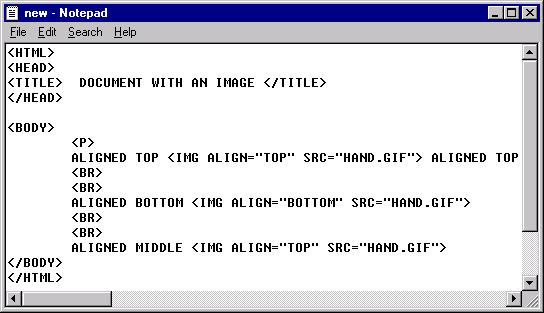 new - Notepad
File Edit Search Help
<HTML>
<HEAD>
<TITLE>  DOCUMENT WITH AN IMAGE </TITLE>
</HEAD>
<BODY>
<P>
ALIGNED TOP <IMG ALIGN="TOP" SRC="HAND.GIF"> ALIGNED TOP
<BR>
<BR>
ALIGNED BOTTOM <IMG ALIGN="BOTTOM" SRC="HAND.GIF">
<BR>
<BR>
ALIGNED MIDDLE <IMG ALIGN="TOP" SRC="HAND.GIF">
</BODY>
</HTML>